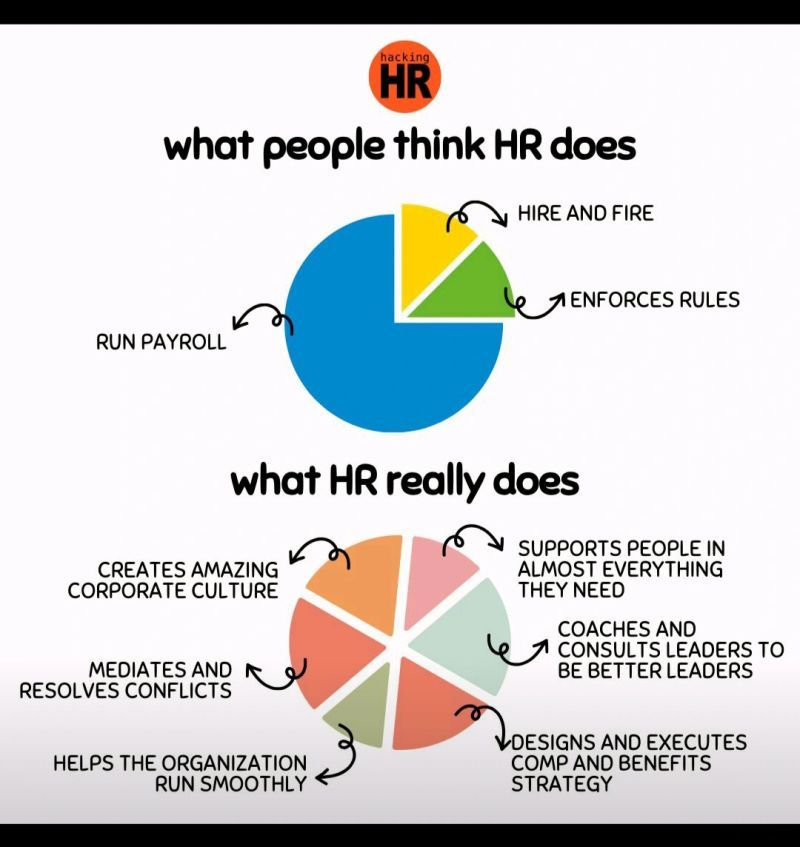 hacking
HR
what people think HR does
HIRE AND FIRE
ENFORCES RULES
RUN PAYROLL
what HR really does
SUPPORTS PEOPLE IN
ALMOST EVERYTHING
THEY NEED
CREATES AMAZING
CORPORATE CULTURE
COACHES AND
CONSULTS LEADERS TO
BE BETTER LEADERS
MEDIATES AND
RESOLVES CONFLICTS
DESIGNS AND EXECUTES
COMP AND BENEFITS
STRATEGY
HELPS THE ORGANIZATION
RUN SMOOTHLY